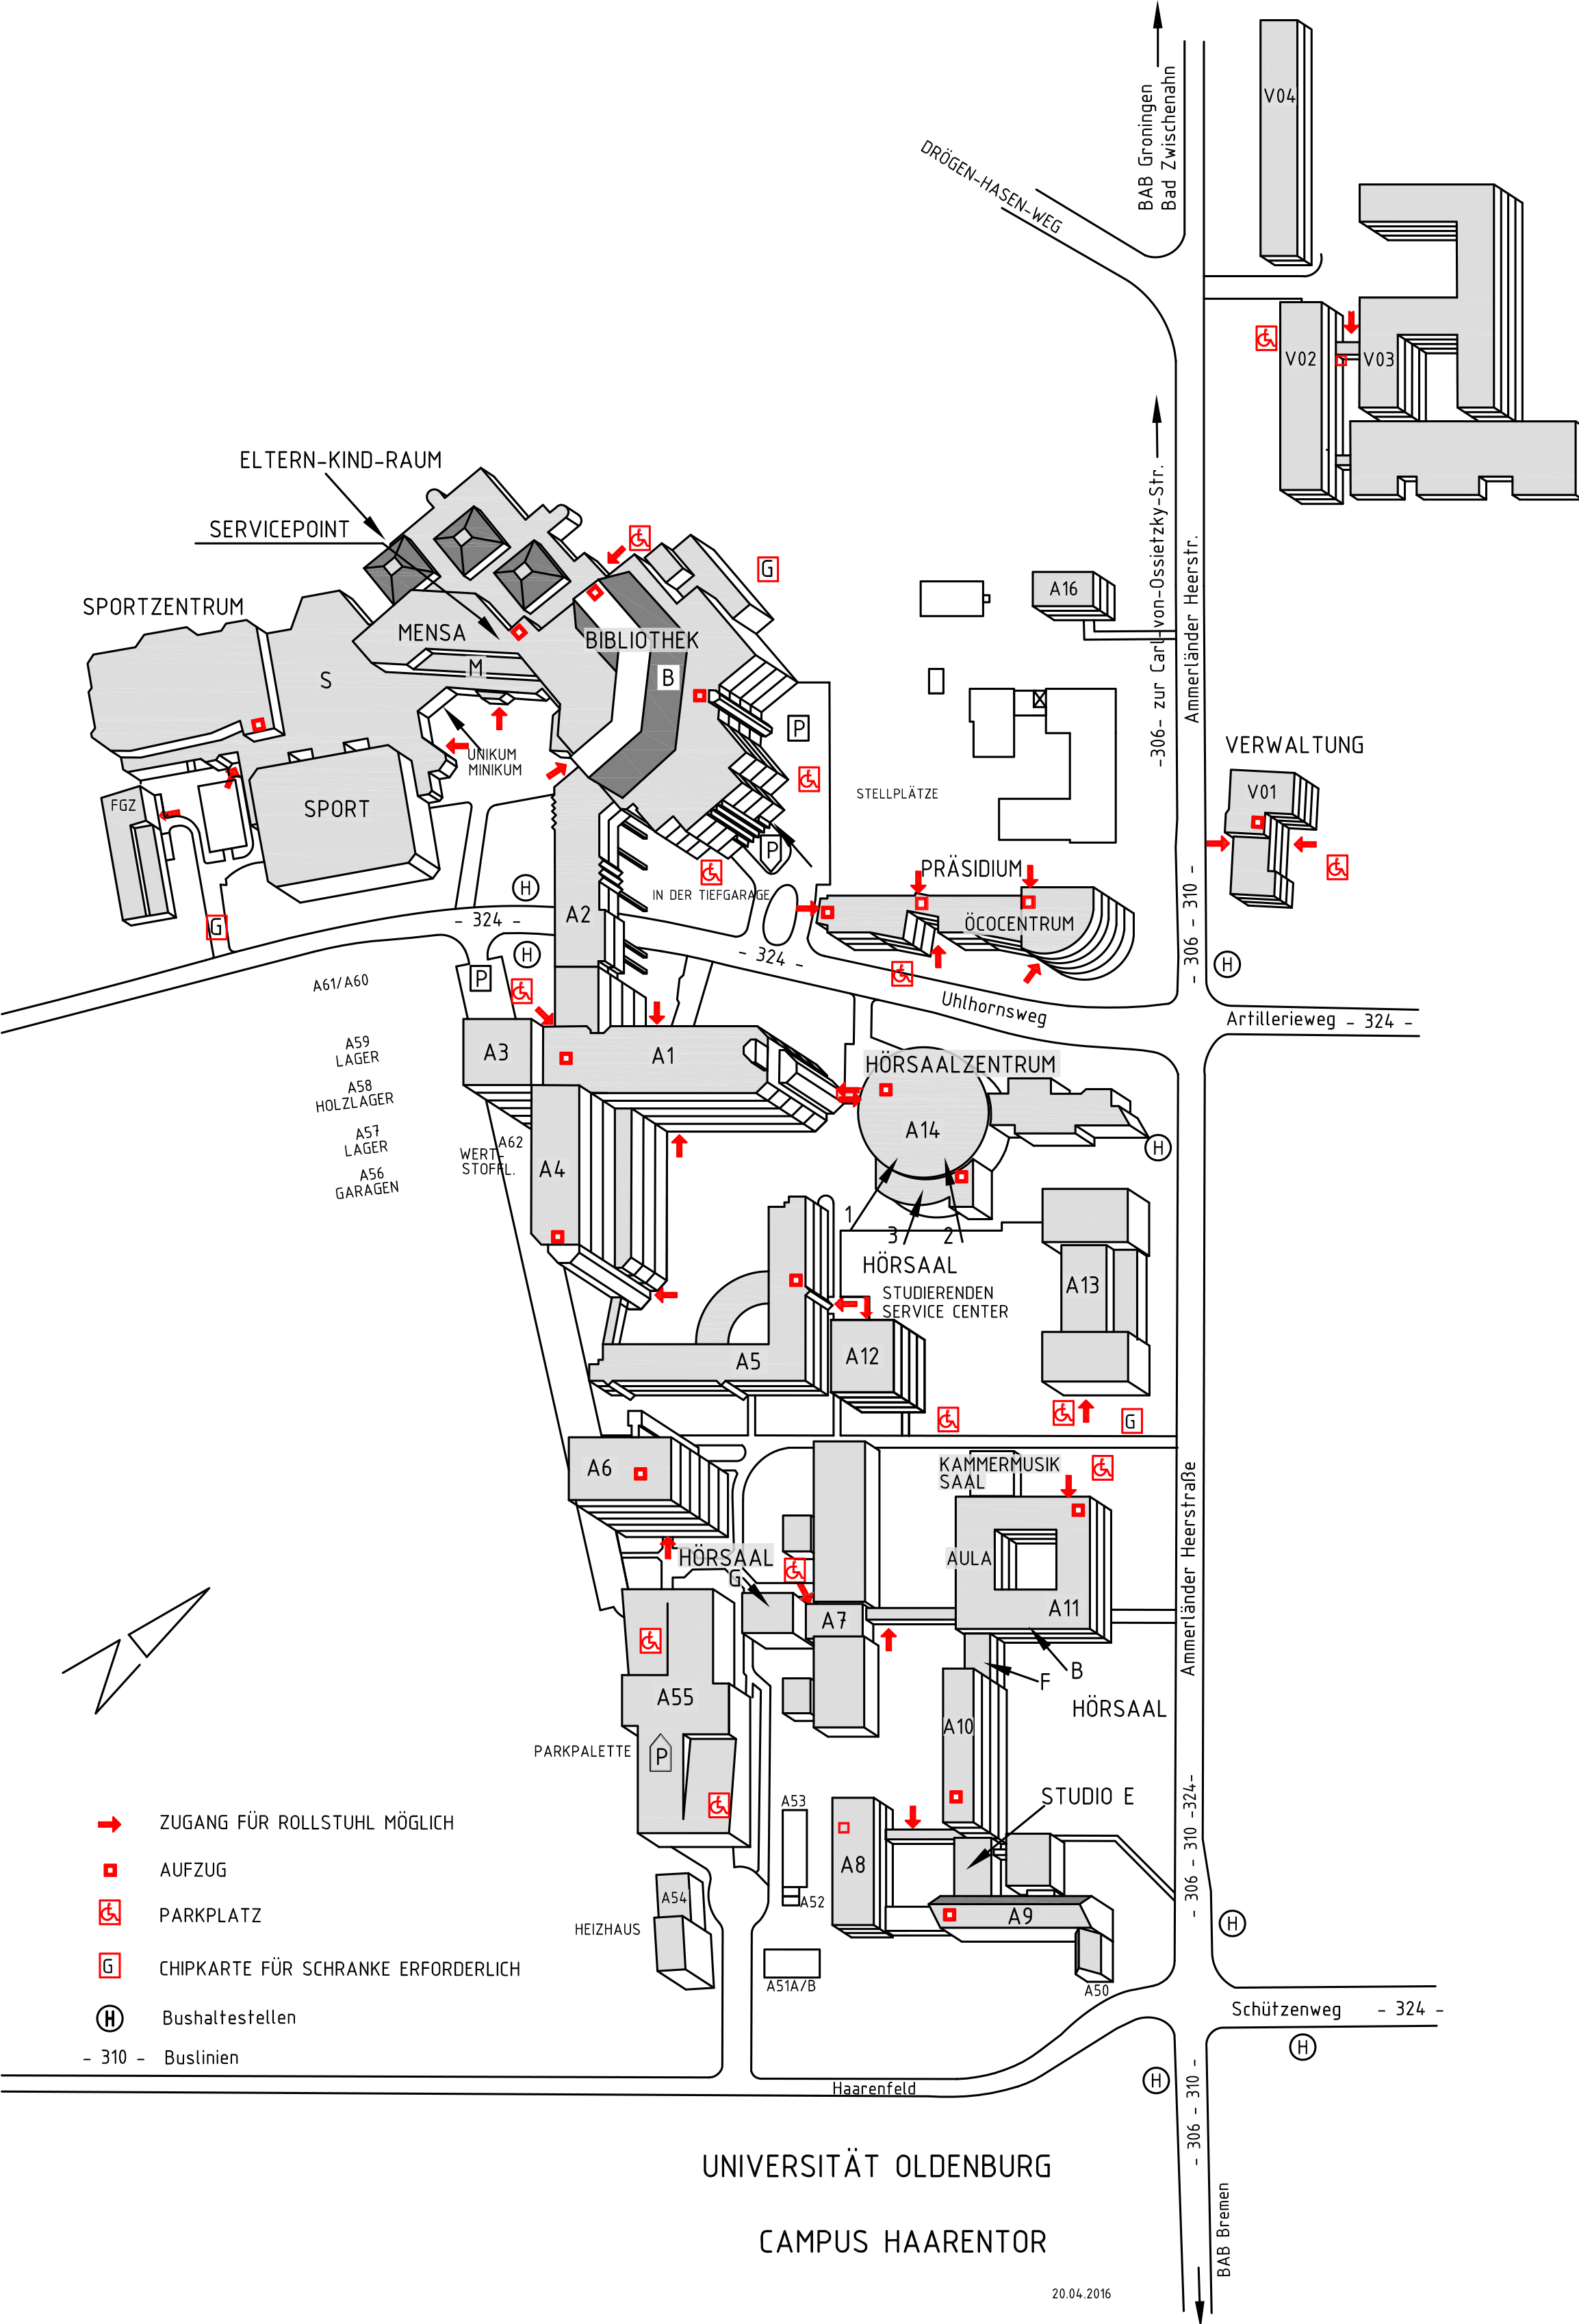 V04
BAB Groningen
Bad Zwischenahn
DRÖGEN-HASEN-WEG
V02
V03
ELTERN-KIND-RAUM
SERVICEPOINT
-306- zur Carl-von-Ossietzky-Str.
Ammerländer Heerstr.
G
A16
SPORTZENTRUM
MENSA
BIBLIOTHEK
M
B
S
P
UNIKUM
MINIKUM
VERWALTUNG
V01
STELLPLÄTZE
FGZ
SPORT
P
PRÄSIDIUM
IN DER TIEFGARAGE
H
A2
- 324 -
G
ÖCOCENTRUM
- 306 - 310 -
H
H
- 324 -
P
A61/A60
Uhlhornsweg
Artillerieweg - 324 -
A3
A1
A59
LAGER
HÖRSAALZENTRUM
A58
HOLZLAGER
A14
A57
LAGER
A62
WERT-
STOFFL.
H
A4
A56
GARAGEN
1
3
2
HÖRSAAL
A13
STUDIERENDEN
SERVICE CENTER
A5
A12
G
A6
KAMMERMUSIK
SAAL
Ammerländer Heerstraße
HÖRSAAL
G
AULA
A11
A7
B
F
A55
HÖRSAAL
A10
PARKPALETTE
P
STUDIO E
A53
- 306 - 310 -324-
ZUGANG FÜR ROLLSTUHL MÖGLICH
AUFZUG
A8
A54
A52
PARKPLATZ
A9
H
HEIZHAUS
G
CHIPKARTE FÜR SCHRANKE ERFORDERLICH
A51A/B
A50
Schützenweg - 324 -
H
Bushaltestellen
H
- 310 - Buslinien
H
Haarenfeld
- 306 - 310 -
UNIVERSITÄT OLDENBURG
BAB Bremen
CAMPUS HAARENTOR
20.04.2016